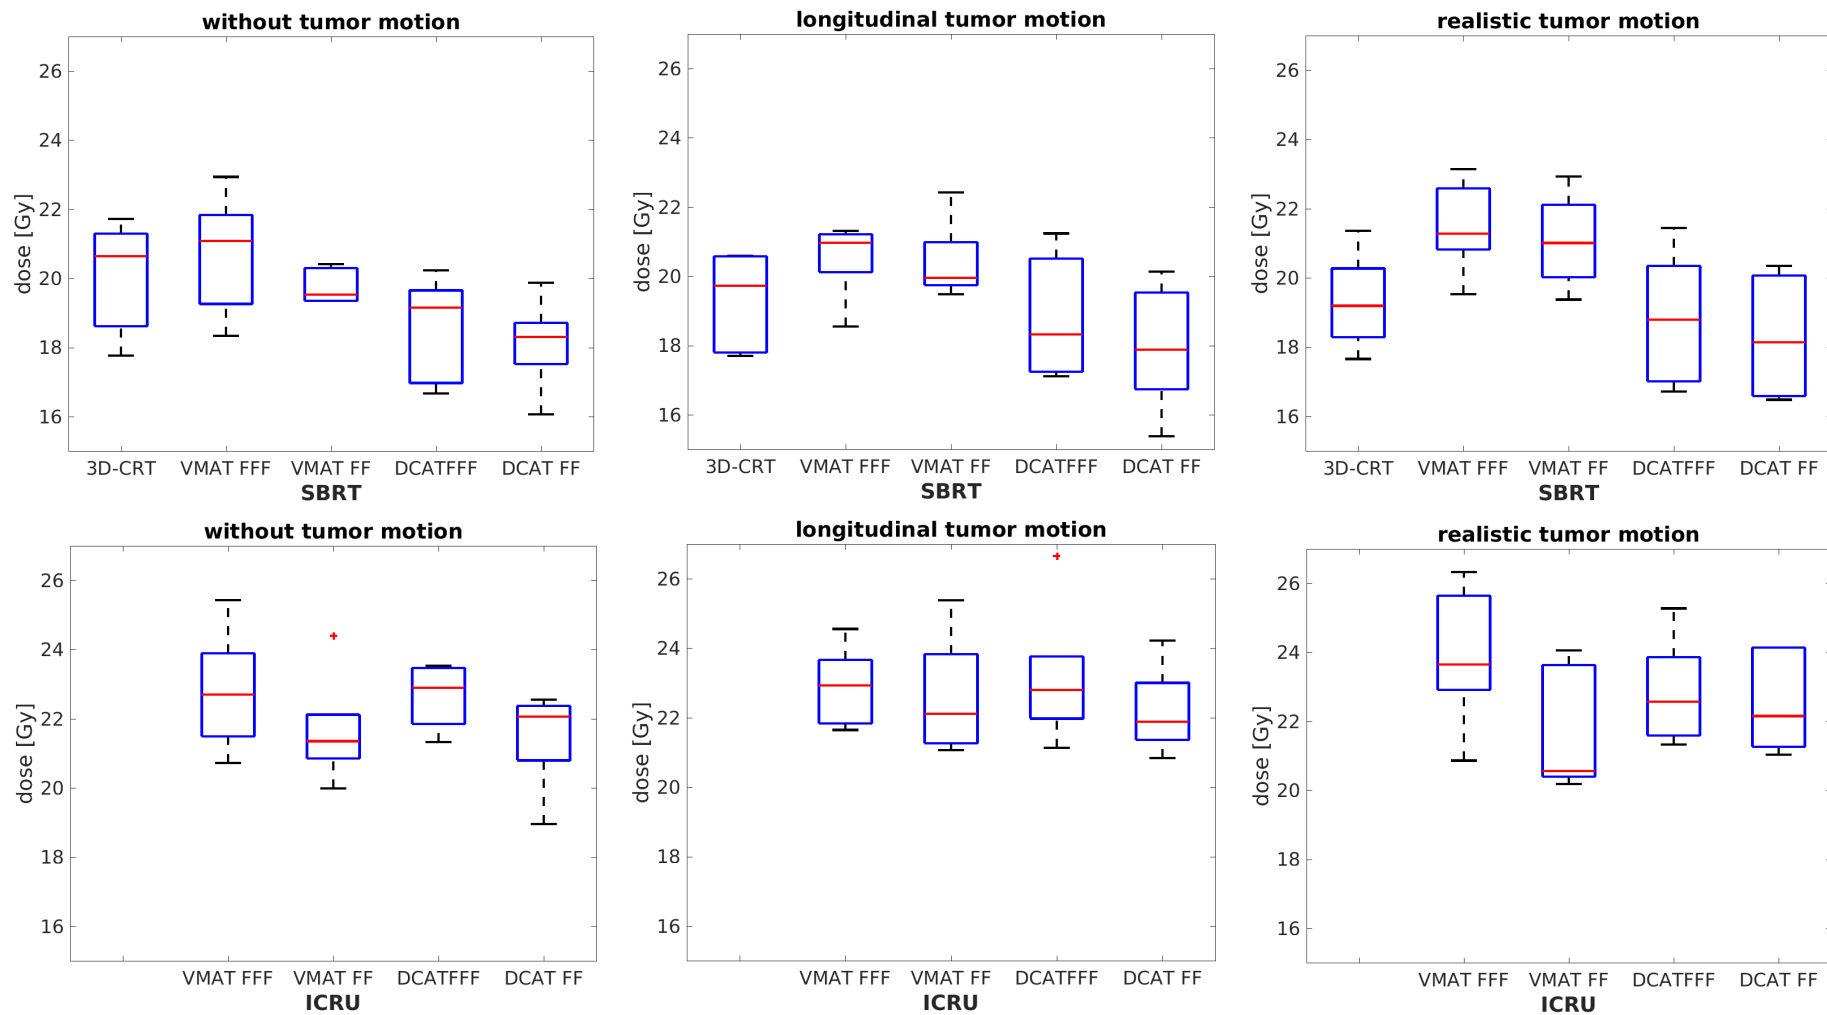 without tumor motion
26
24
22
20
18
16
dose [Gy]
3D-CRT VMAT FFF VMAT FF DCATFFF DCAT FF
SBRT
longitudinal tumor motion
26
24
22
20
18
16
dose [Gy]
3D-CRT VMAT FFF VMAT FF DCATFFF DCAT FF
SBRT
realistic tumor motion
26
24
22
20
18
16
dose [Gy]
3D-CRT VMAT FFF VMAT FF DCATFFF DCAT FF
SBRT
without tumor motion
26
24
22
20
18
16
dose [Gy]
VMAT FFF VMAT FF DCATFFF DCAT FF
ICRU
longitudinal tumor motion
26
24
22
20
18
16
dose [Gy]
VMAT FFF VMAT FF DCATFFF DCAT FF
ICRU
realistic tumor motion
26
24
22
20
18
16
dose [Gy]
VMAT FFF VMAT FF DCATFFF DCAT FF
ICRU